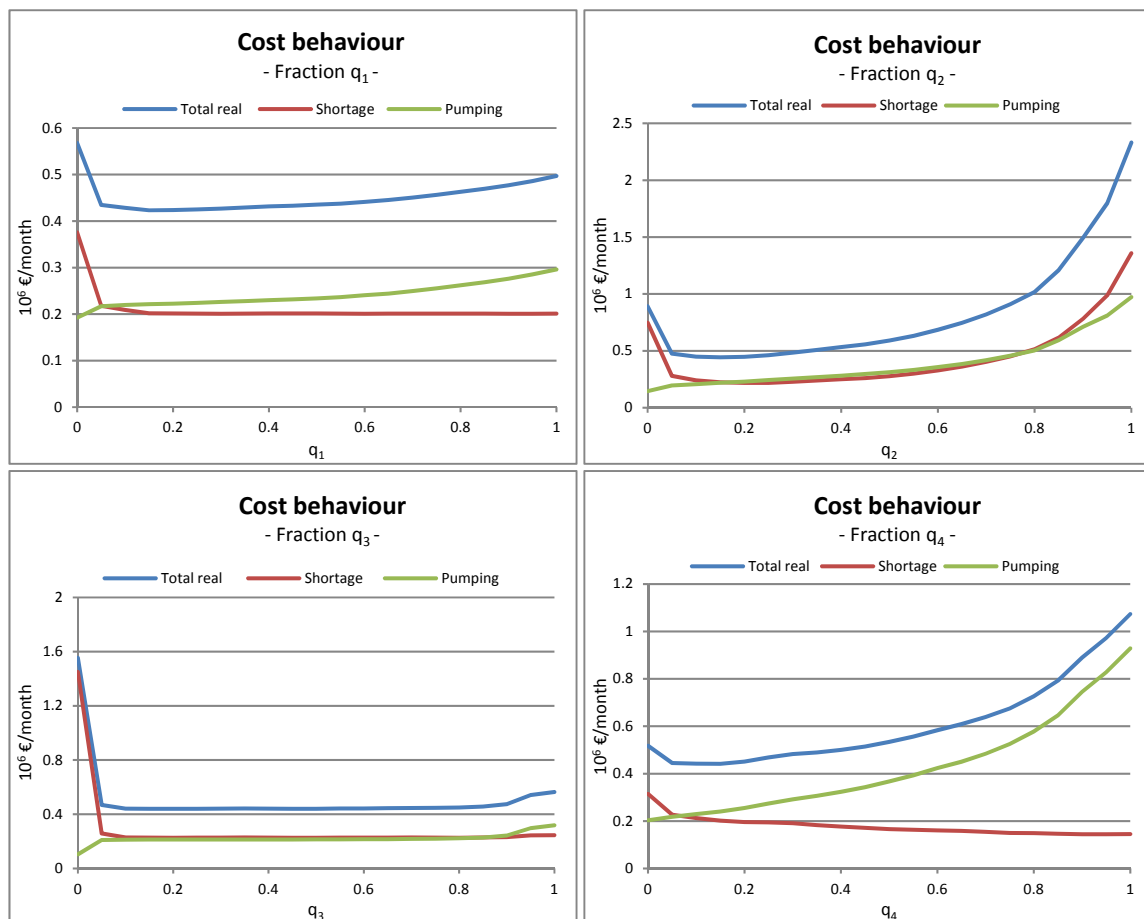 Cost behaviour
- Fraction q1 -
Total real Shortage Pumping
0.6
0.5
0.4
0.3
0.2
0.1
0
10⁶ €/month
0 0.2 0.4 0.6 0.8 1
q1
Cost behaviour
- Fraction q2 -
Total real Shortage Pumping
2.5
2
1.5
1
0.5
0
10⁶ €/month
0 0.2 0.4 0.6 0.8 1
q2
Cost behaviour
- Fraction q3 -
Total real Shortage Pumping
2
1.6
1.2
0.8
0.4
0
10⁶ €/month
0 0.2 0.4 0.6 0.8 1
q3
Cost behaviour
- Fraction q4 -
Total real Shortage Pumping
1.2
1
0.8
0.6
0.4
0.2
0
10⁶ €/month
0 0.2 0.4 0.6 0.8 1
q4